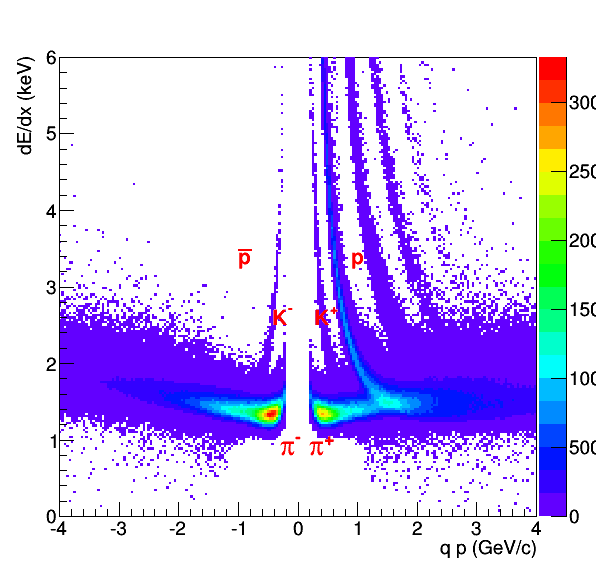 dE/dx (keV)
6
5
4
3
2
1
0
p̅
p
K⁻
K⁺
π⁻
π⁺
-4 -3 -2 -1 0 1 2 3 4
q p (GeV/c)
300
250
200
150
100
500
0